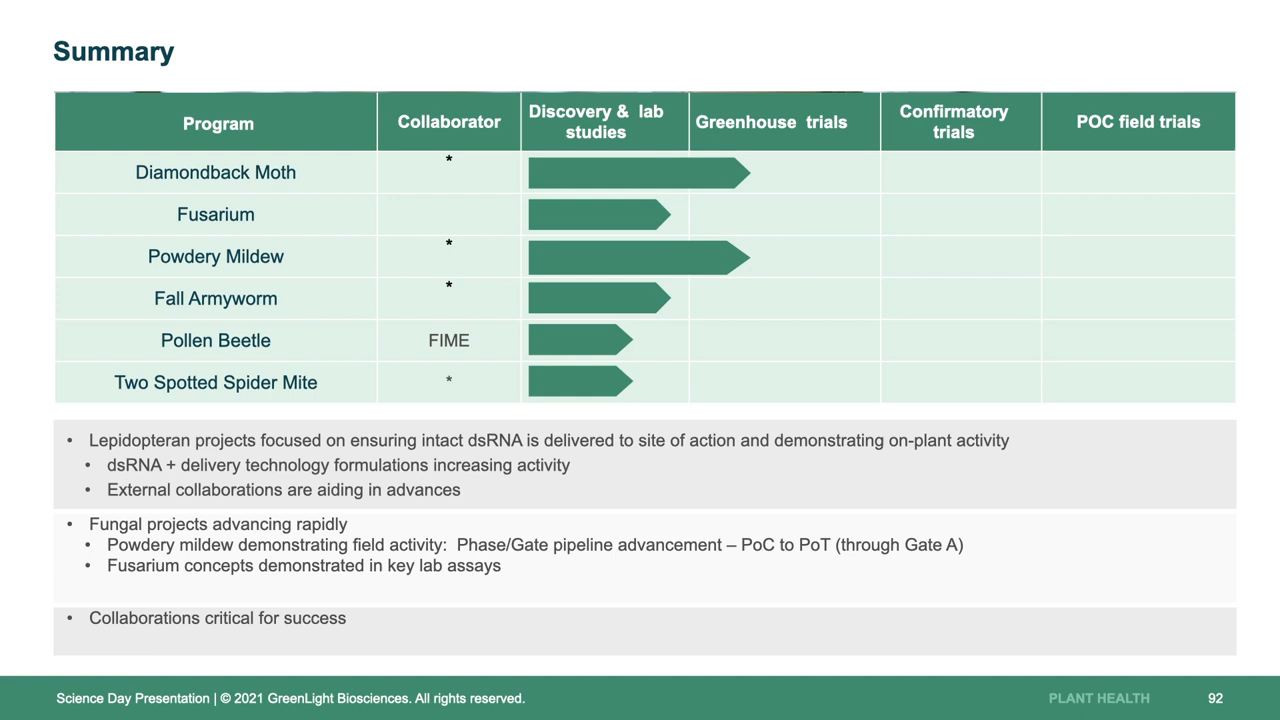 Summary
Program
Collaborator
Discovery & lab
studies
Greenhouse trials
Confirmatory
trials
POC field trials
Diamondback Moth
*
Fusarium
Powdery Mildew
*
Fall Armyworm
*
Pollen Beetle
FIME
Two Spotted Spider Mite
*
• Lepidopteran projects focused on ensuring intact dsRNA is delivered to site of action and demonstrating on-plant activity
• dsRNA + delivery technology formulations increasing activity
• External collaborations are aiding in advances
• Fungal projects advancing rapidly
• Powdery mildew demonstrating field activity: Phase/Gate pipeline advancement – PoC to PoT (through Gate A)
• Fusarium concepts demonstrated in key lab assays
• Collaborations critical for success
Science Day Presentation | © 2021 GreenLight Biosciences. All rights reserved.
PLANT HEALTH
92